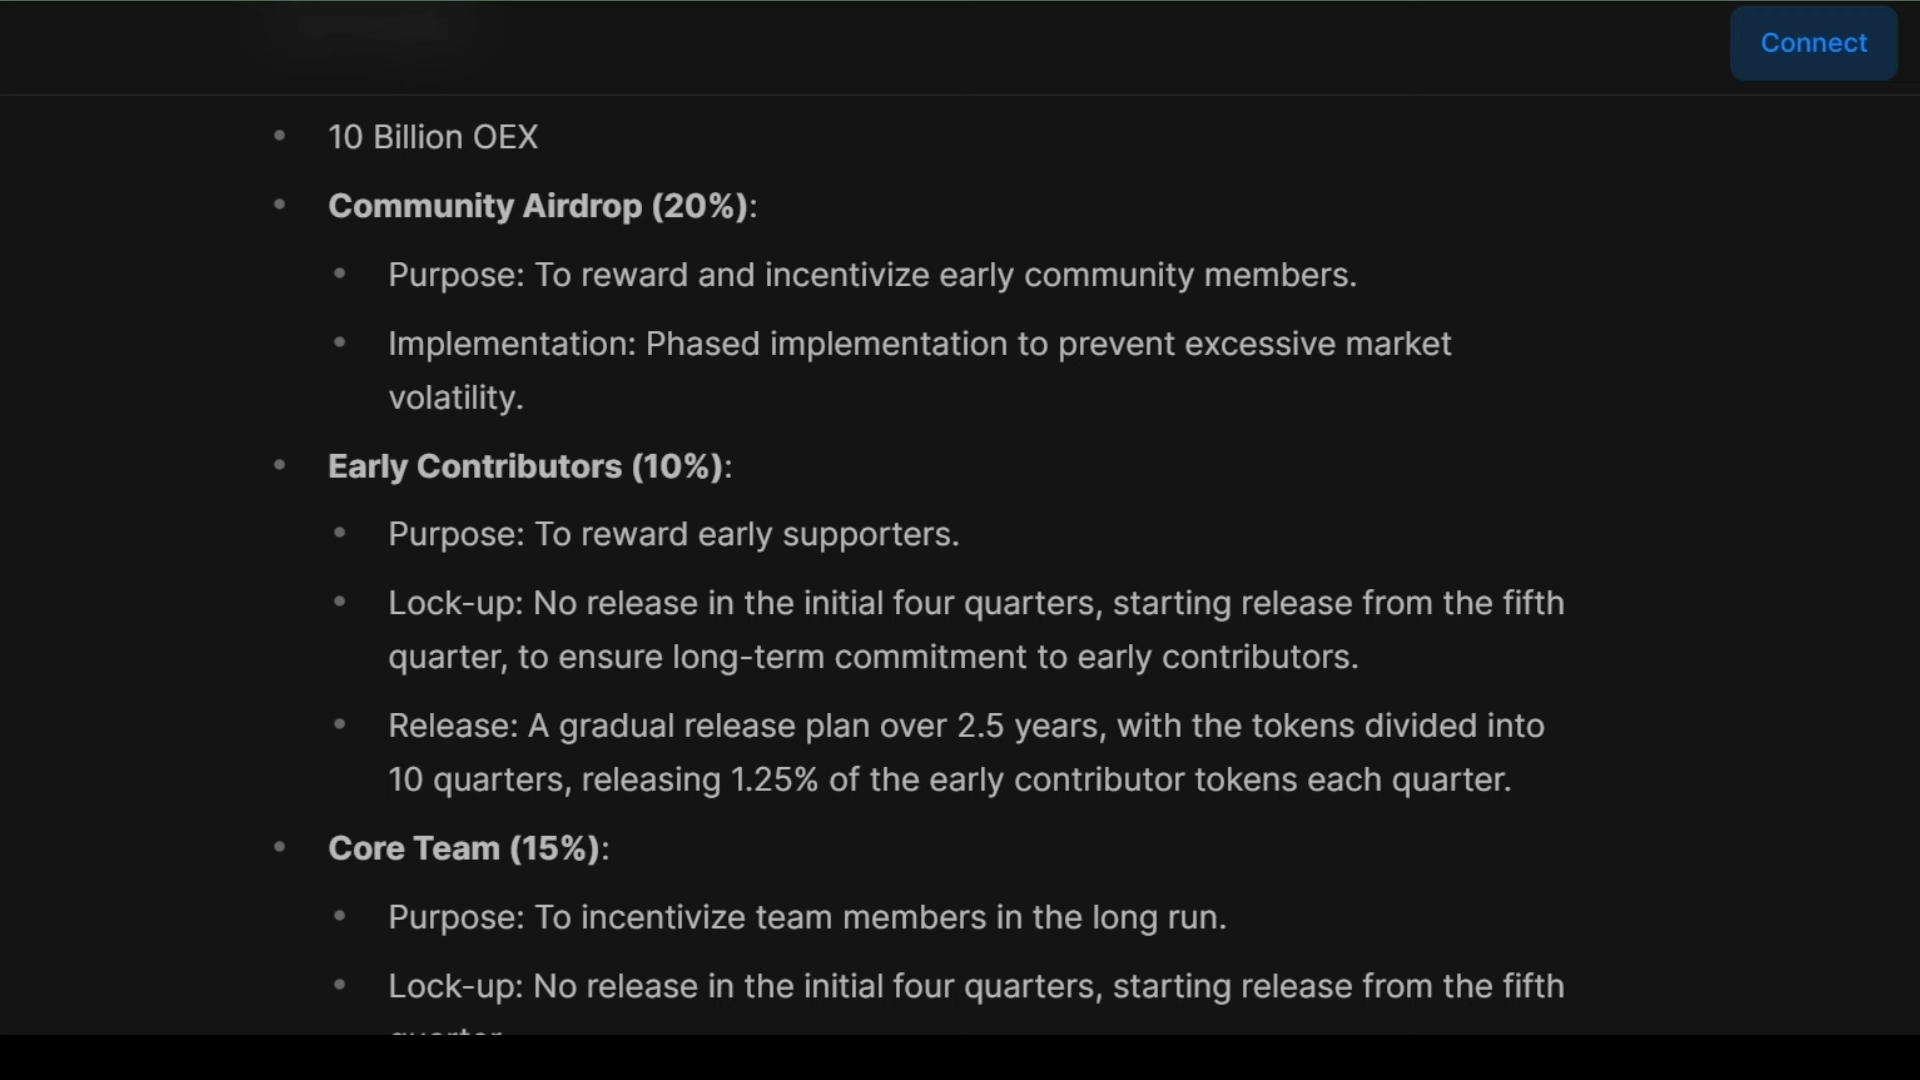 Connect
10 Billion OEX
Community Airdrop (20%):
Purpose: To reward and incentivize early community members.
Implementation: Phased implementation to prevent excessive market
volatility.
Early Contributors (10%):
Purpose: To reward early supporters.
Lock-up: No release in the initial four quarters, starting release from the fifth
quarter, to ensure long-term commitment to early contributors.
Release: A gradual release plan over 2.5 years, with the tokens divided into
10 quarters, releasing 1.25% of the early contributor tokens each quarter.
Core Team (15%):
Purpose: To incentivize team members in the long run.
Lock-up: No release in the initial four quarters, starting release from the fifth